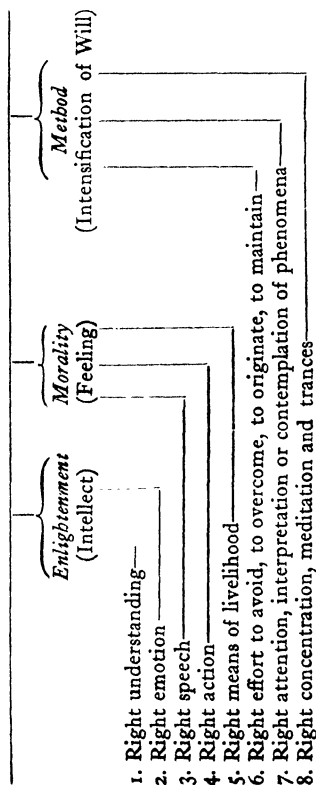 Enlightenment
(Intellect)
Morality
(Feeling)
Method
(Intensification of Will)
1. Right understanding
2. Right emotion
3. Right speech
4. Right action
5. Right means of livelihood
6. Right effort to avoid, to overcome, to originate, to maintain
7. Right attention, interpretation or contemplation of phenomena
8. Right concentration, meditation and trances